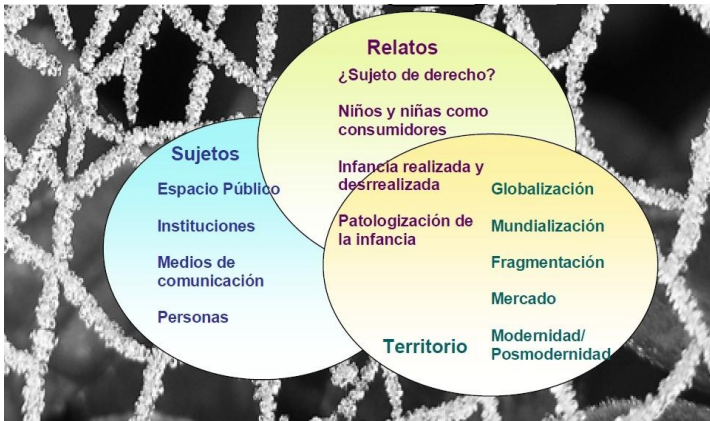 Relatos
¿Sujeto de derecho?
Niños y niñas como
consumidores
Infancia realizada y
desrrealizada
Patologización de
la infancia
Sujetos
Espacio Público
Instituciones
Medios de
comunicación
Personas
Globalización
Mundialización
Fragmentación
Mercado
Modernidad/
Posmodernidad
Territorio